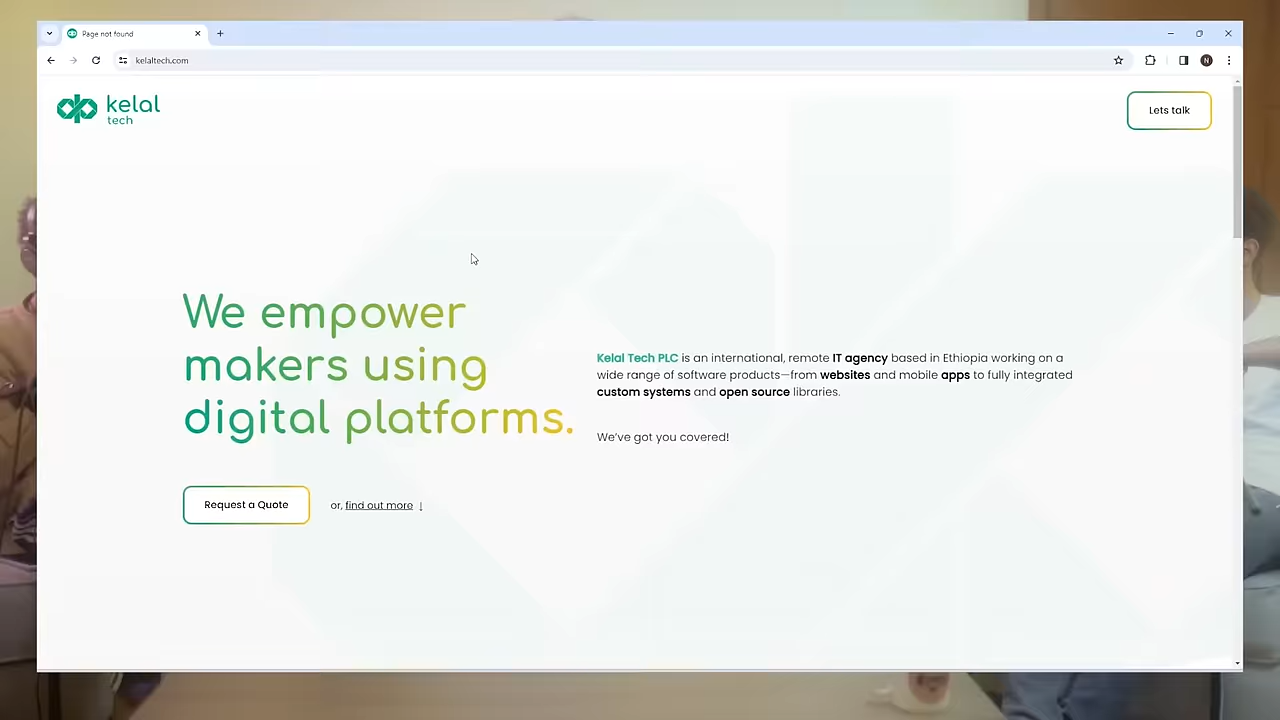 Page not found
kelaltech.com
N
kelal
tech
Lets talk
We empower
makers using
digital platforms.
Kelal Tech PLC is an international, remote IT agency based in Ethiopia working on a
wide range of software products—from websites and mobile apps to fully integrated
custom systems and open source libraries.
We've got you covered!
Request a Quote
or, find out more ↓